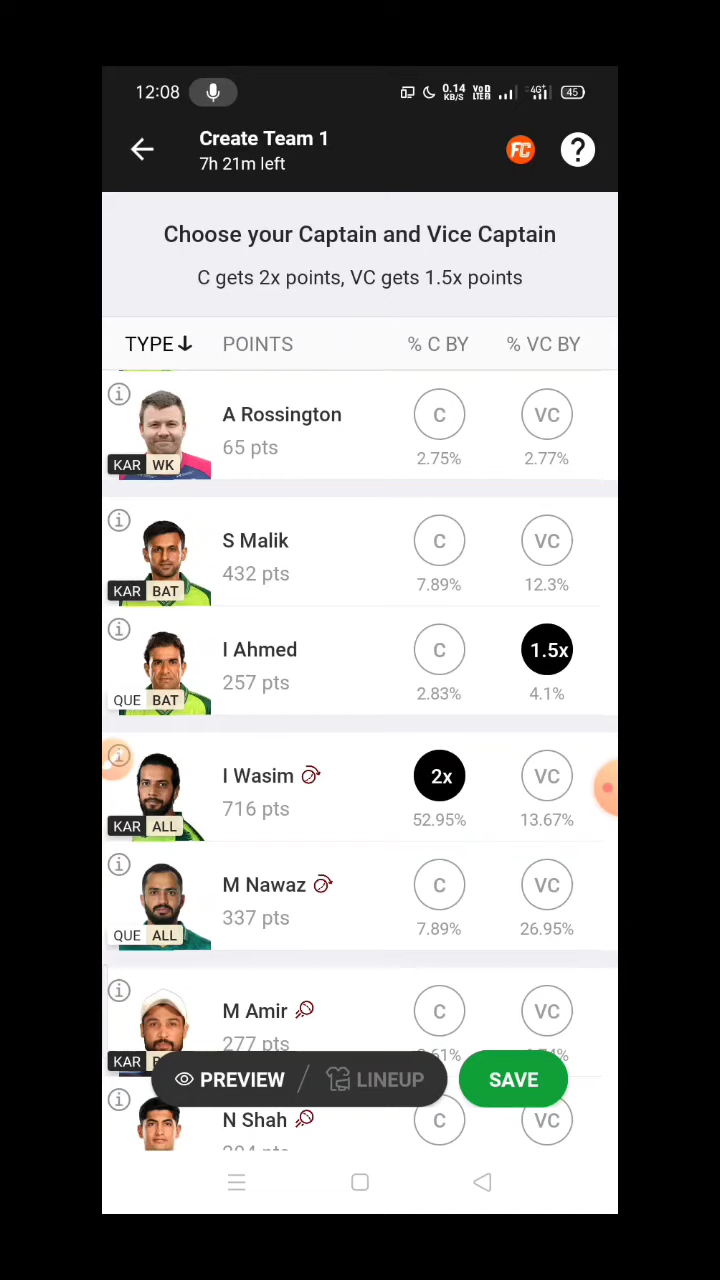 12:08 0.14 KB/S VoD LTE2 4G+ 45
Create Team 1
7h 21m left
FC ?
Choose your Captain and Vice Captain
C gets 2x points, VC gets 1.5x points
TYPE↓ POINTS % C BY % VC BY
A Rossington C VC
65 pts
KAR WK 2.75% 2.77%
S Malik C VC
432 pts
KAR BAT 7.89% 12.3%
I Ahmed C 1.5x
257 pts
QUE BAT 2.83% 4.1%
I Wasim 2x VC
716 pts
KAR ALL 52.95% 13.67%
M Nawaz C VC
337 pts
QUE ALL 7.89% 26.95%
M Amir C VC
277 pts
KAR
PREVIEW / LINEUP SAVE
N Shah C VC